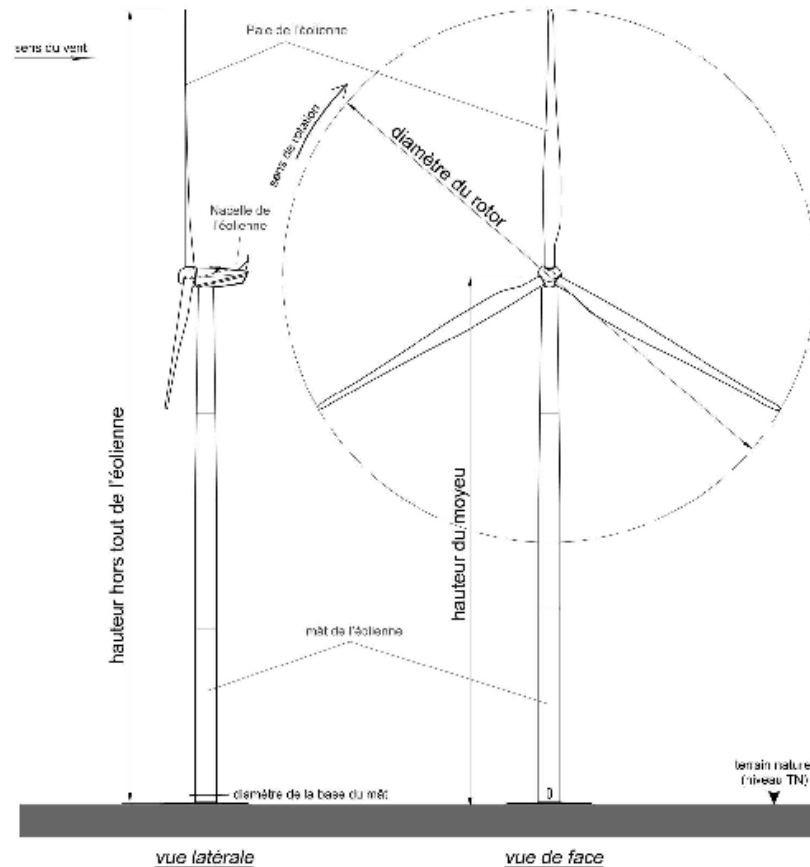 Pale de l'éolienne
sens du vent
sens de rotation
diamètre du rotor
Nacelle de
l'éolienne
hauteur hors tout de l'éolienne
hauteur du moyeu
mât de l'éolienne
terrain nature
(niveau TN)
diamètre de la base du mât
vue latérale
vue de face